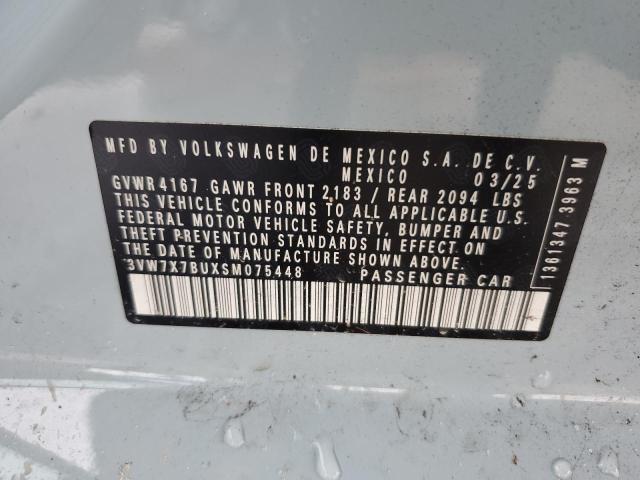 MFD BY VOLKSWAGEN DE MEXICO S.A. DE C.V.
MEXICO 03/25
GVWR 4167 GAWR FRONT 2183 / REAR 2094 LBS
THIS VEHICLE CONFORMS TO ALL APPLICABLE U.S.
FEDERAL MOTOR VEHICLE SAFETY, BUMPER AND
THEFT PREVENTION STANDARDS IN EFFECT ON
THE DATE OF MANUFACTURE SHOWN ABOVE.
3VW7X7BUXSM075448 PASSENGER CAR
1361347 3963 M